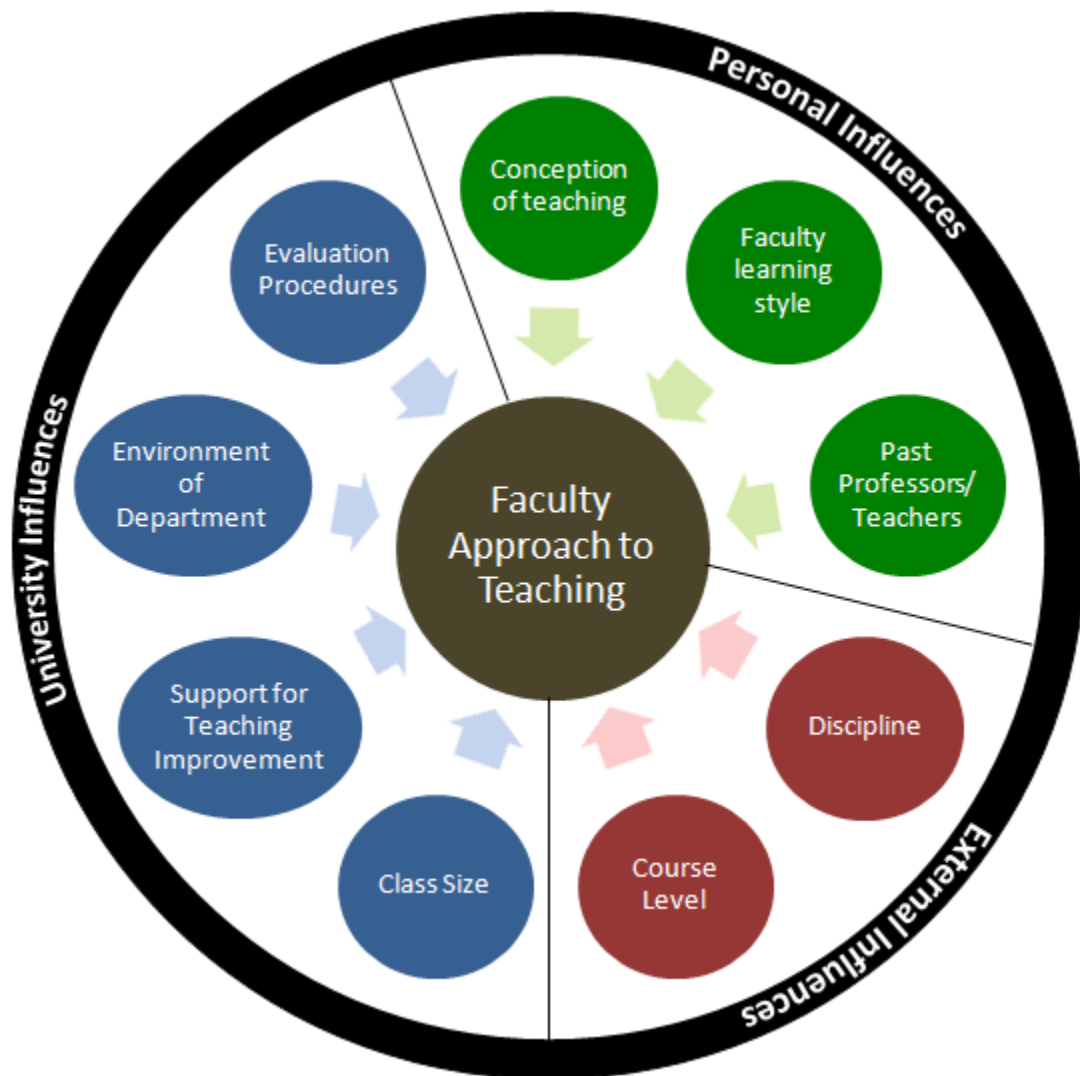 Personal Influences
Conception
of teaching
Faculty
learning
style
Past
Professors/
Teachers
External Influences
Discipline
Course
Level
University Influences
Evaluation
Procedures
Environment
of
Department
Support for
Teaching
Improvement
Class Size
Faculty
Approach to
Teaching